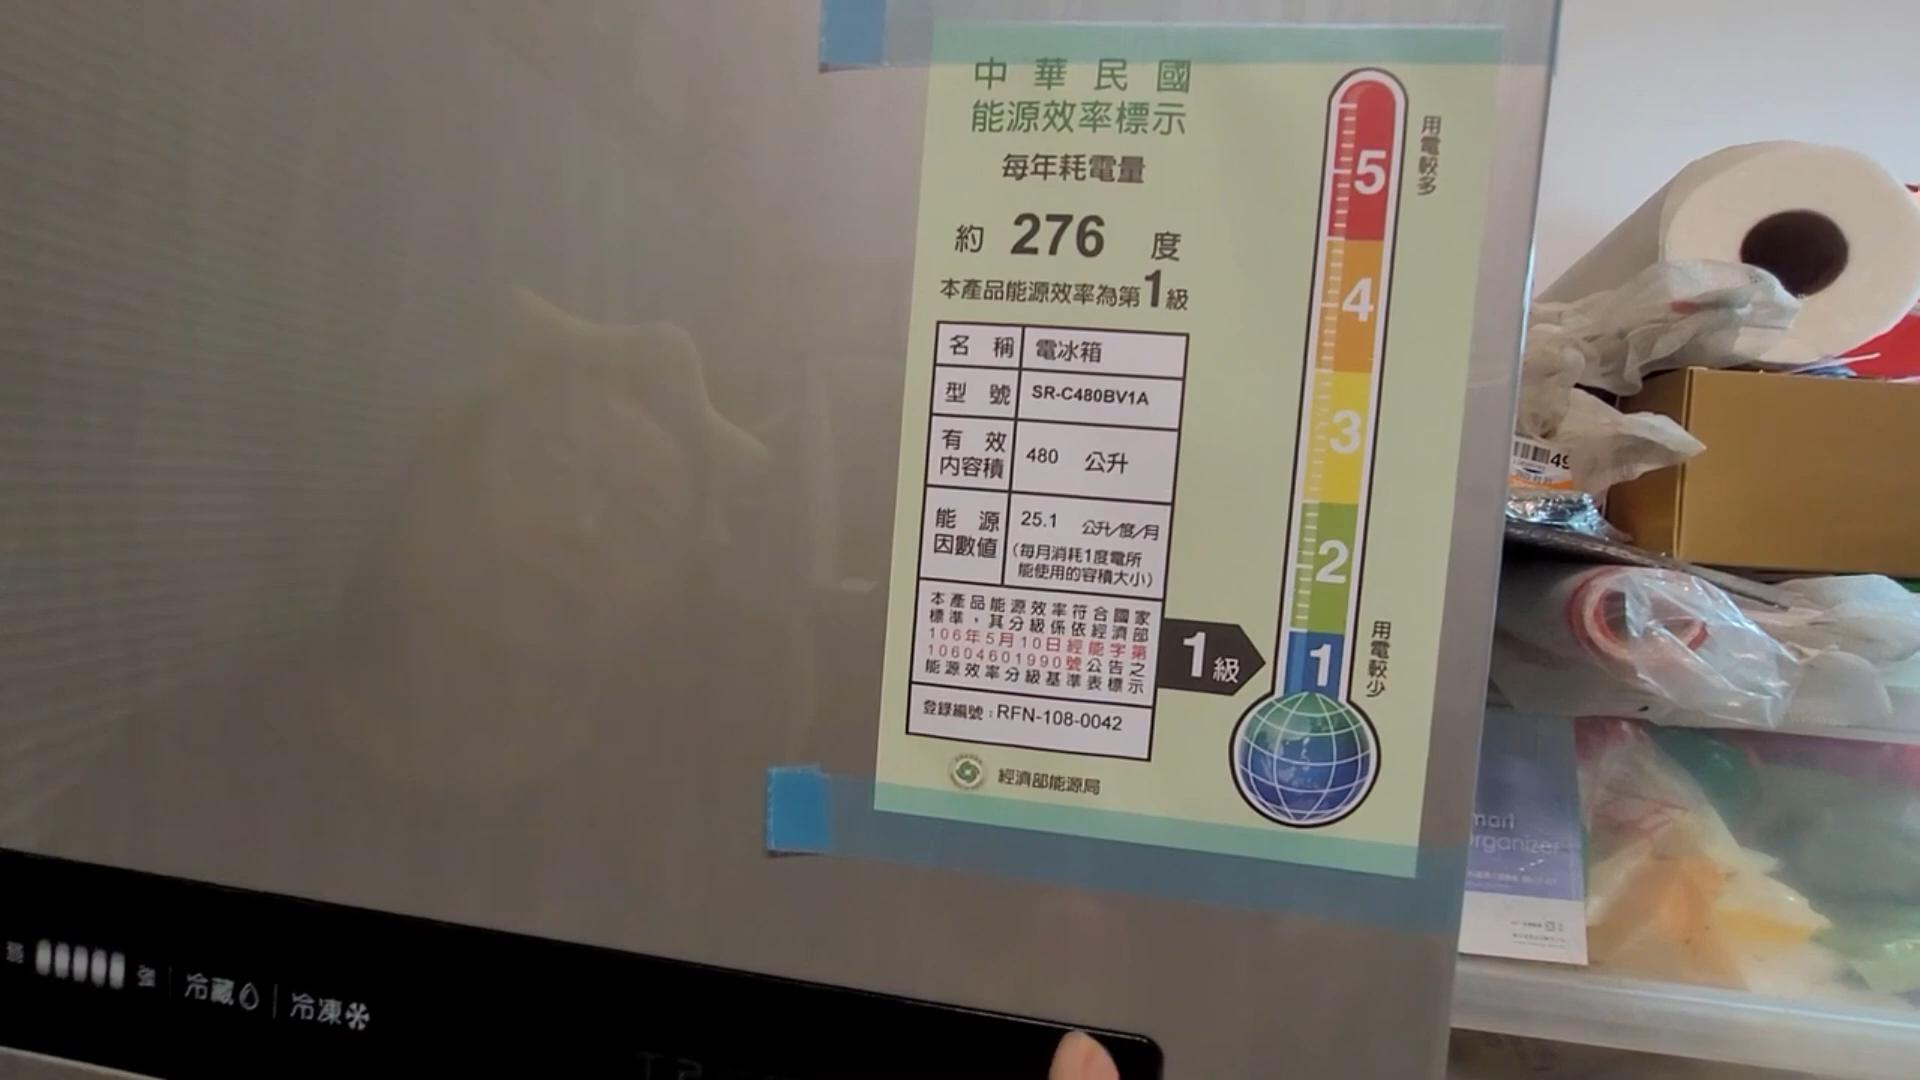 中華民國
能源效率標示
每年耗電量
約 276 度
本產品能源效率為第1級
名稱 電冰箱
型號 SR-C480BV1A
有效內容積 480 公升
能源因數值 25.1 公升/度/月
(每月消耗1度電所
能使用的容積大小)
本產品能源效率符合國家
標準,其分級係依經濟部
106年5月10日經能字第
10604601990號公告之
能源效率分級基準表標示
登錄編號:RFN-108-0042
經濟部能源局
用電較多
5
4
3
2
1
1級
用電較少
冷藏 | 冷凍